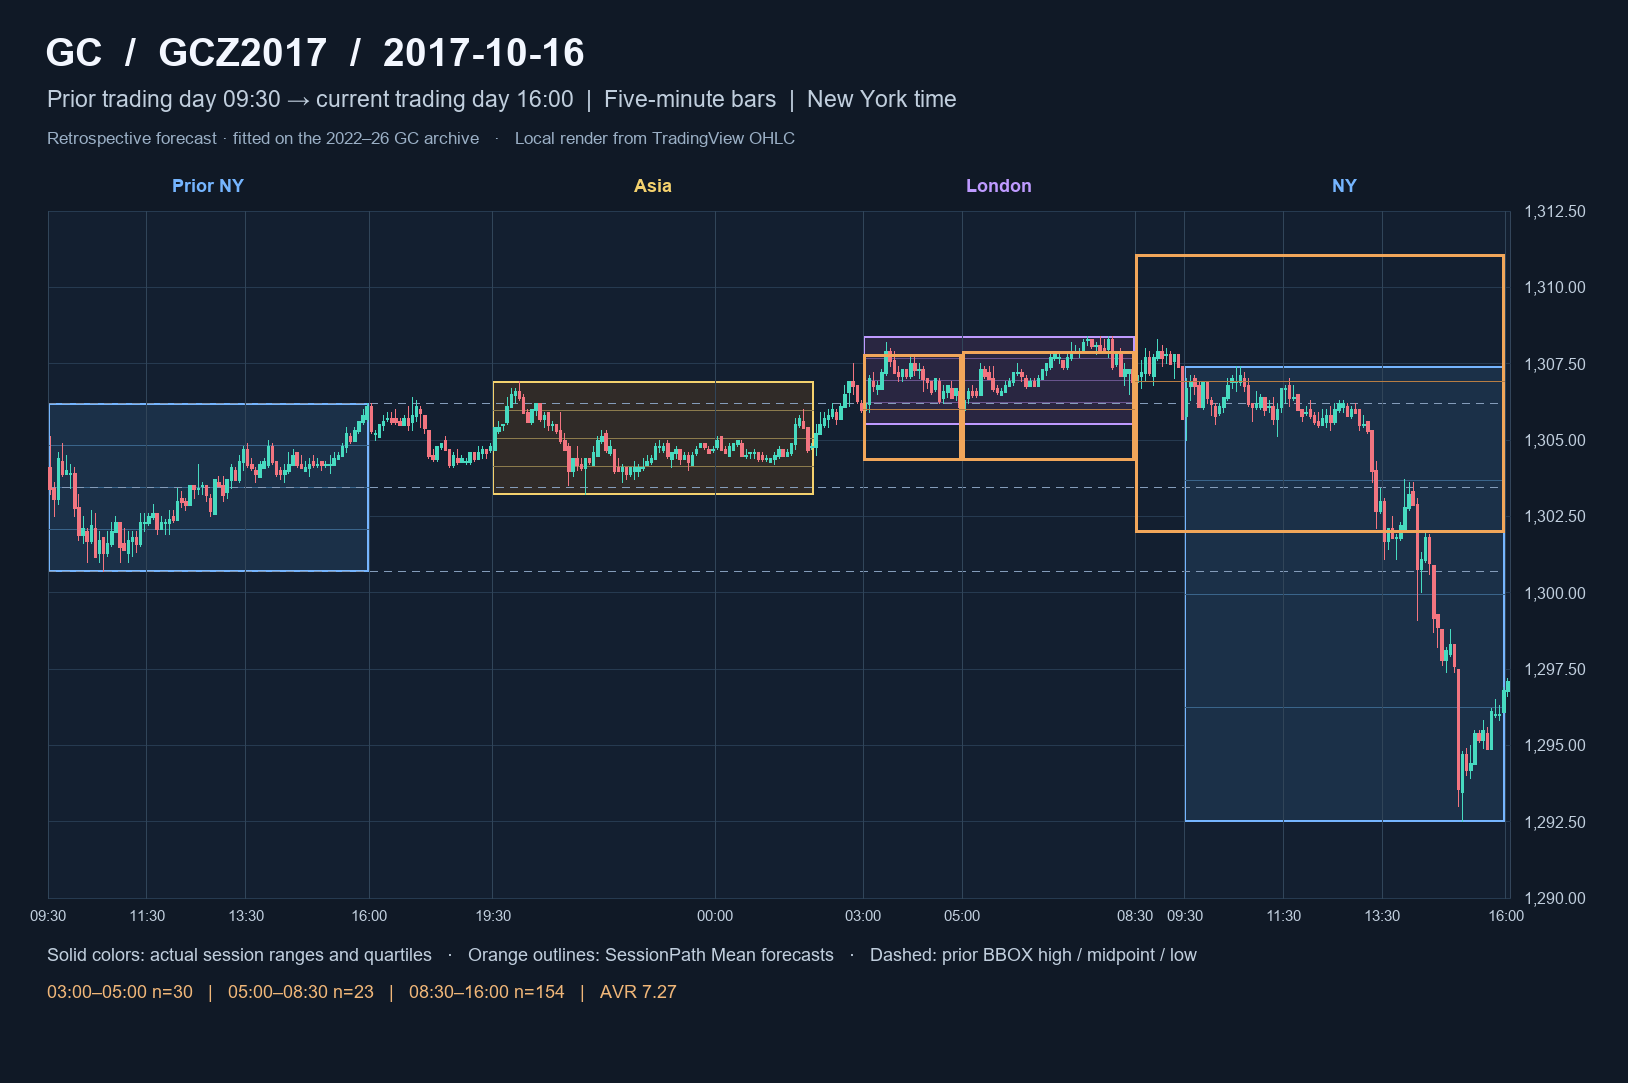 GC / GCZ2017 / 2017-10-16
Prior trading day 09:30 → current trading day 16:00 | Five-minute bars | New York time
Retrospective forecast · fitted on the 2022–26 GC archive · Local render from TradingView OHLC
Prior NY Asia London NY
1,312.50
1,310.00
1,307.50
1,305.00
1,302.50
1,300.00
1,297.50
1,295.00
1,292.50
1,290.00
09:30 11:30 13:30 16:00 19:30 00:00 03:00 05:00 08:30 09:30 11:30 13:30 16:00
Solid colors: actual session ranges and quartiles · Orange outlines: SessionPath Mean forecasts · Dashed: prior BBOX high / midpoint / low
03:00–05:00 n=30 | 05:00–08:30 n=23 | 08:30–16:00 n=154 | AVR 7.27